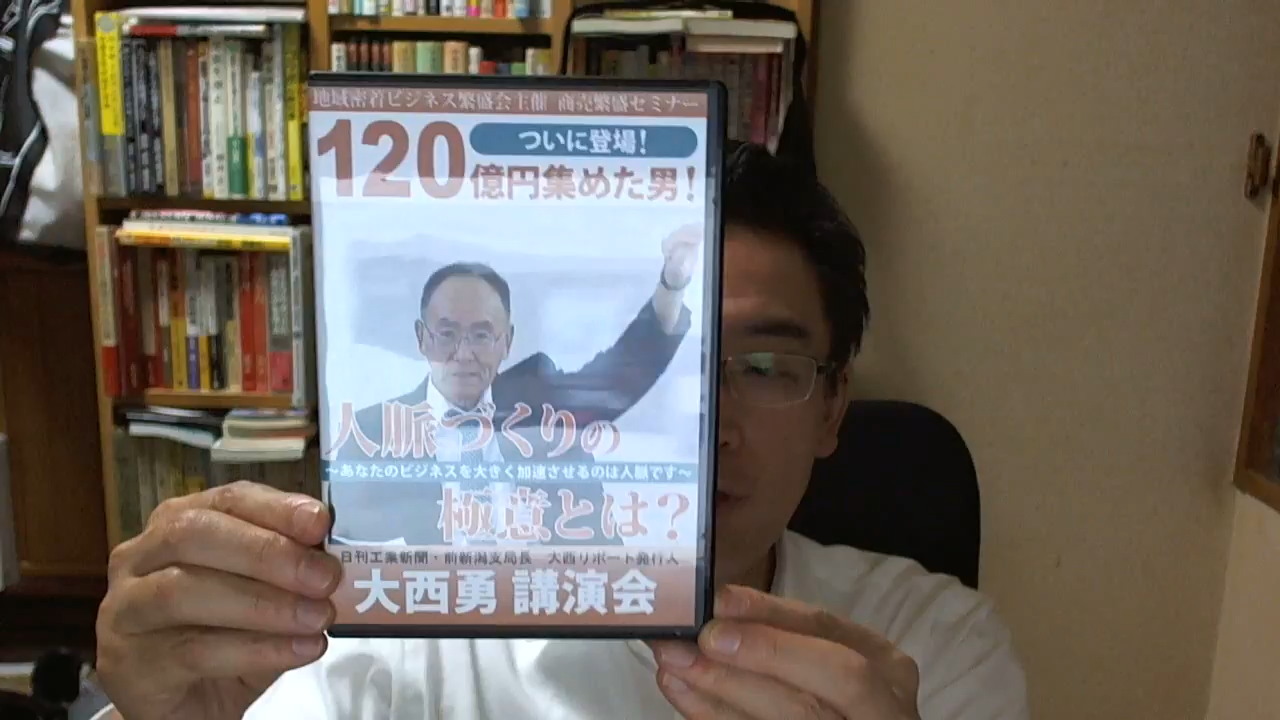 地域密着ビジネス繁盛会主催 商売繁盛セミナー
ついに登場!
120億円集めた男!
人脈づくりの
~あなたのビジネスを大きく加速させるのは人脈です~
極意とは?
日刊工業新聞・前新潟支局長 大西リポート発行人
大西勇 講演会